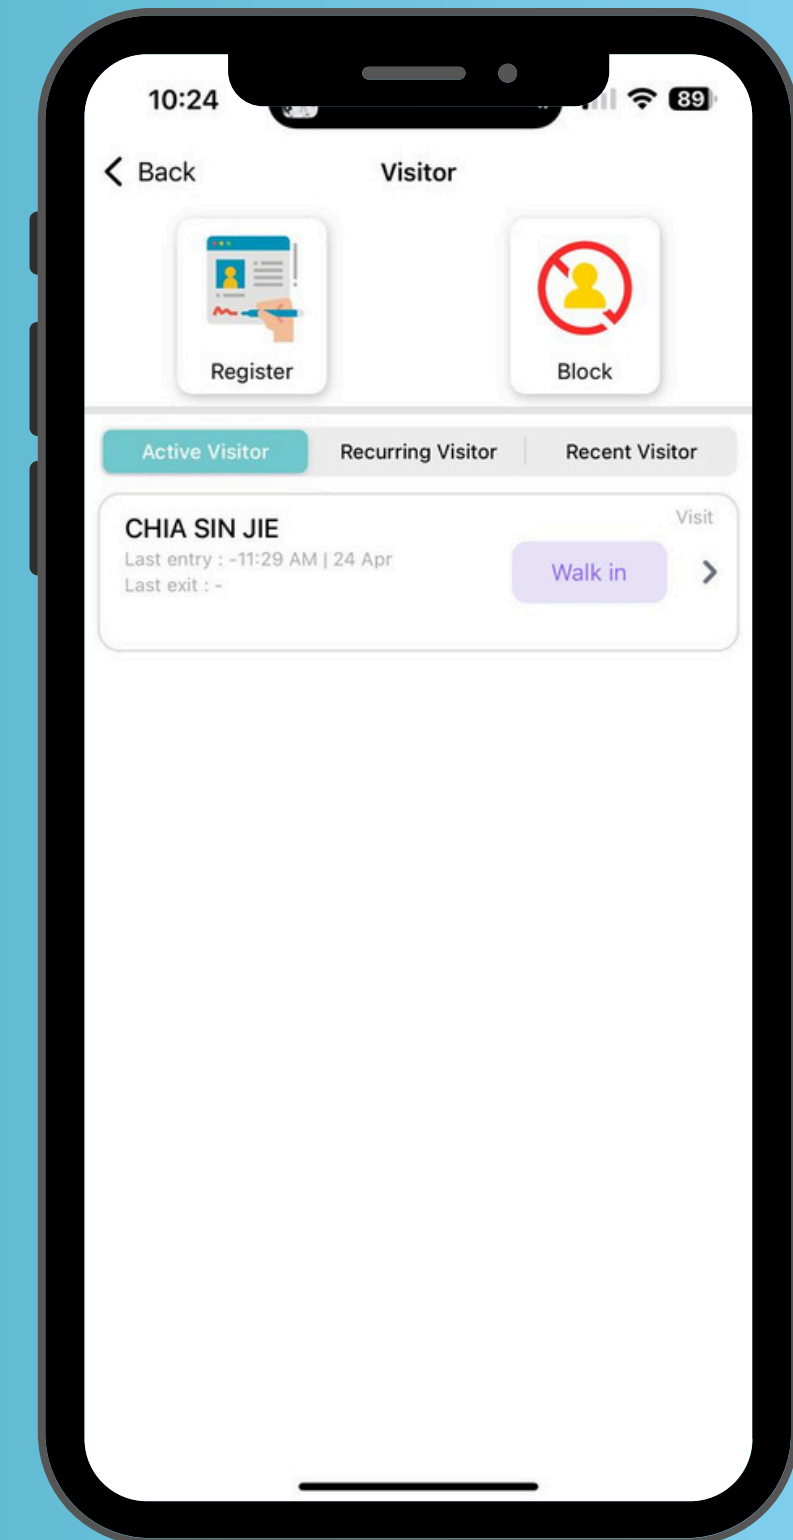 10:24
89
Back
Visitor
Register
Block
Active Visitor
Recurring Visitor
Recent Visitor
CHIA SIN JIE
Visit
Last entry : -11:29 AM | 24 Apr
Last exit : -
Walk in